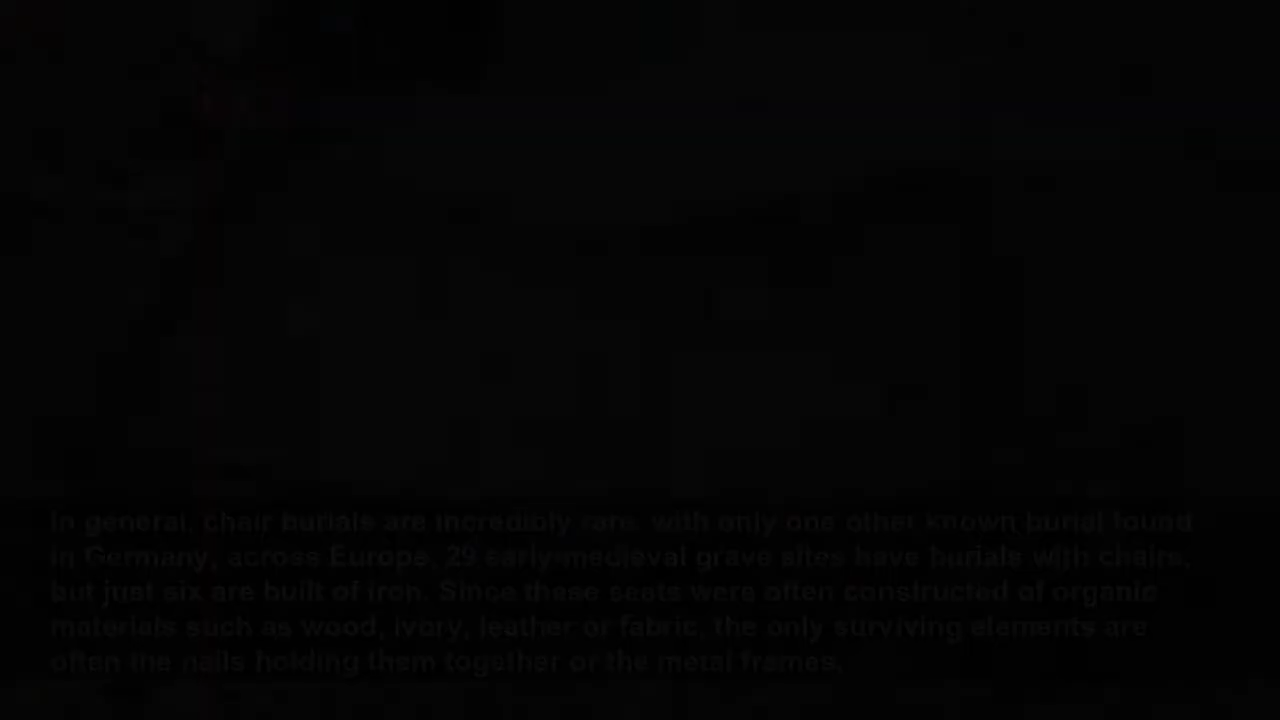 In general, chair burials are incredibly rare, with only one other known burial found
in Germany, across Europe, 29 early-medieval grave sites have burials with chairs,
but just six are built of iron. Since these seats were often constructed of organic
materials such as wood, ivory, leather or fabric, the only surviving elements are
often the nails holding them together or the metal frames.